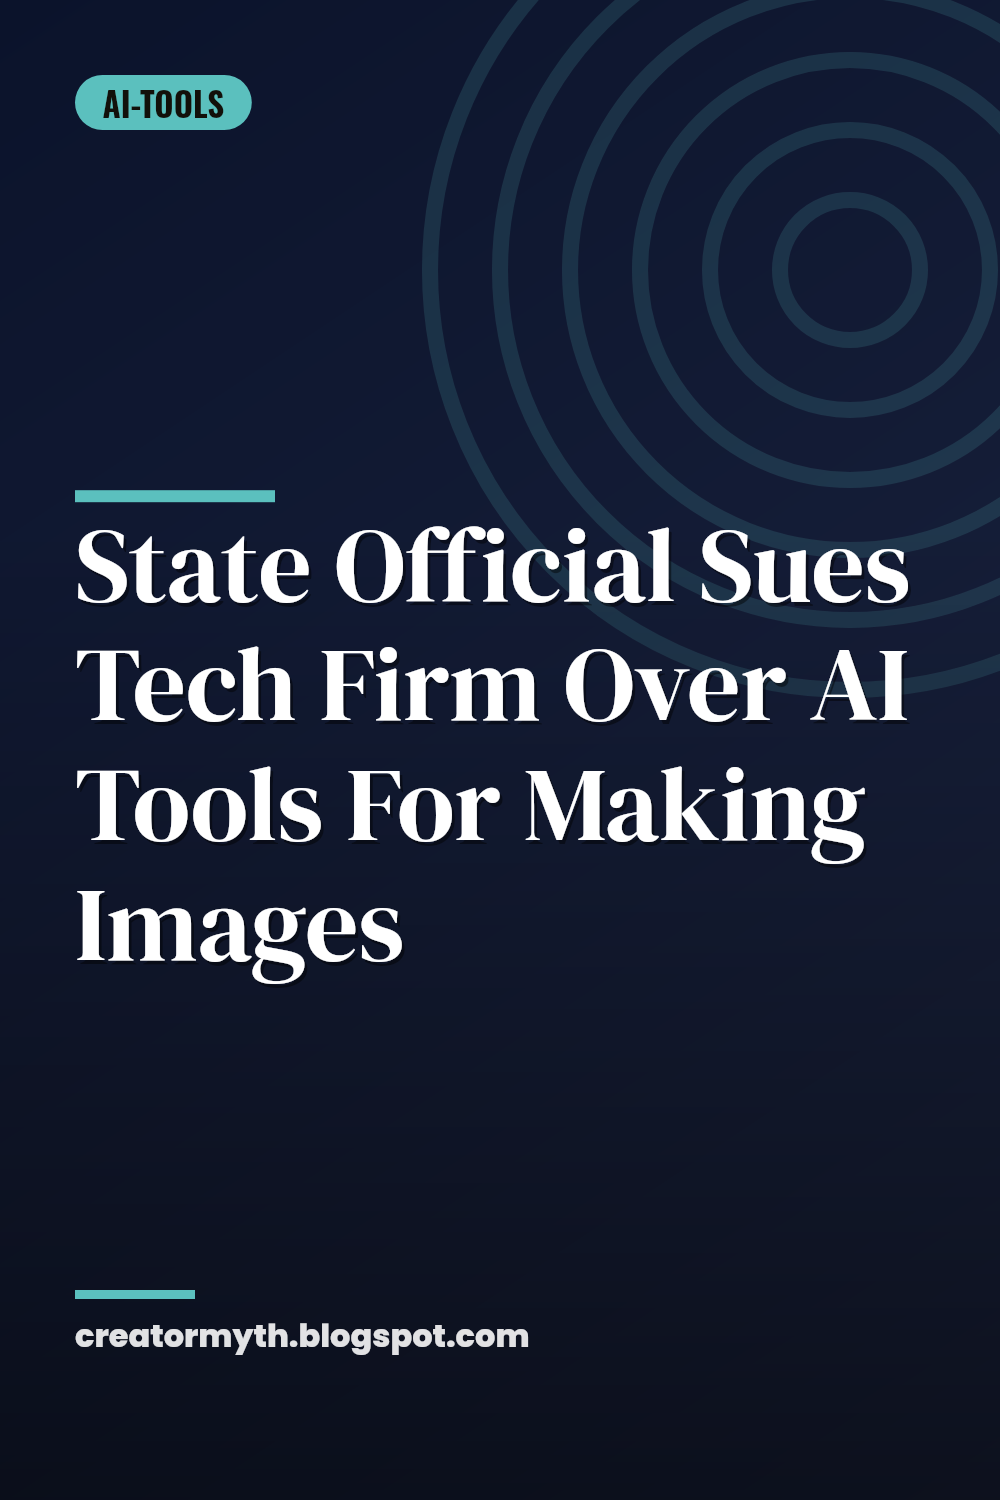 AI-TOOLS
State Official Sues
Tech Firm Over AI
Tools For Making
Images
creatormyth.blogspot.com